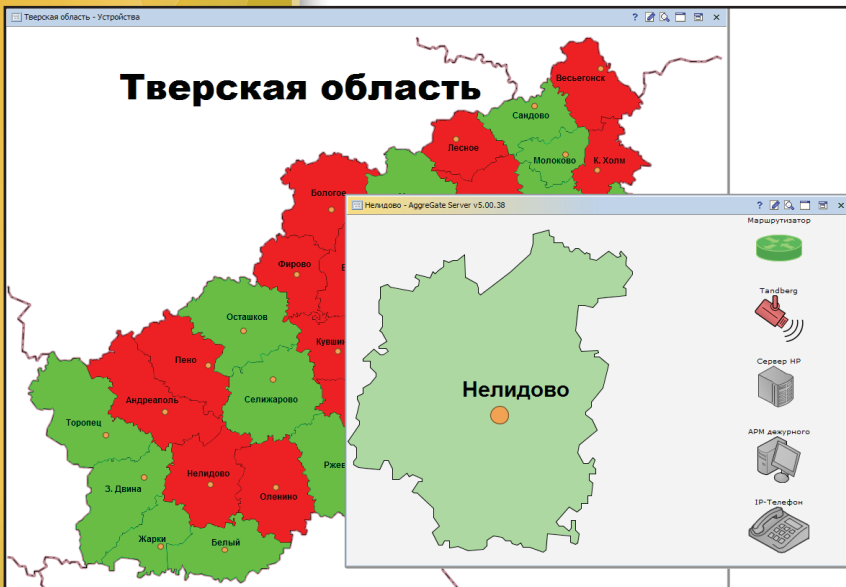 Тверская область - Устройства
Тверская область
Весьегонск
Сандово
Лесное
Молоково
К. Холм
Бологое
Фирово
Осташков
Кувшин
Пено
Андреаполь
Селижарово
Торопец
Ржев
Нелидово
З. Двина
Оленино
Жарки
Белый
Нелидово - AggreGate Server v5.00.38
Маршрутизатор
Tandberg
Сервер HP
Нелидово
АРМ дежурного
IP-Телефон